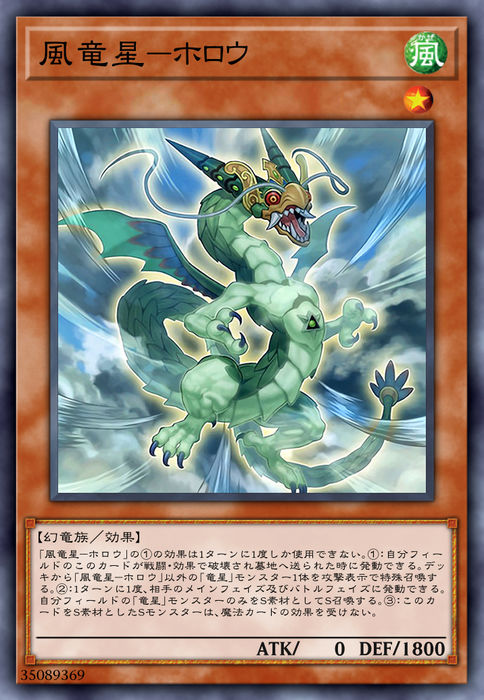 風竜星－ホロウ
かぜ
風
【幻竜族／効果】
「風竜星－ホロウ」の①の効果は1ターンに1度しか使用できない。①：自分フィー
ルドのこのカードが戦闘・効果で破壊され墓地へ送られた時に発動できる。デッ
キから「風竜星－ホロウ」以外の「竜星」モンスター1体を攻撃表示で特殊召喚す
る。②：1ターンに1度、相手のメインフェイズ及びバトルフェイズに発動できる。
自分フィールドの「竜星」モンスターのみをS素材としてS召喚する。③：このカー
ドをS素材としたSモンスターは、魔法カードの効果を受けない。
ATK/ 0 DEF/1800
35089369